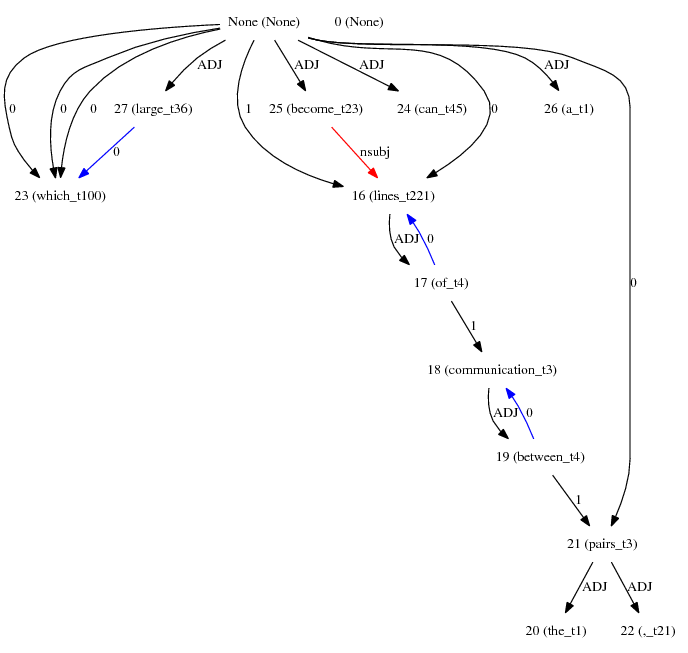 None (None) 0 (None)
ADJ ADJ ADJ ADJ
0 0 0 27 (large_t36) 1 25 (become_t23) 24 (can_t45) 0 26 (a_t1)
0 nsubj
23 (which_t100) 16 (lines_t221)
ADJ 0
17 (of_t4) 0
1
18 (communication_t3)
ADJ 0
19 (between_t4)
1
21 (pairs_t3)
ADJ ADJ
20 (the_t1) 22 (,_t21)